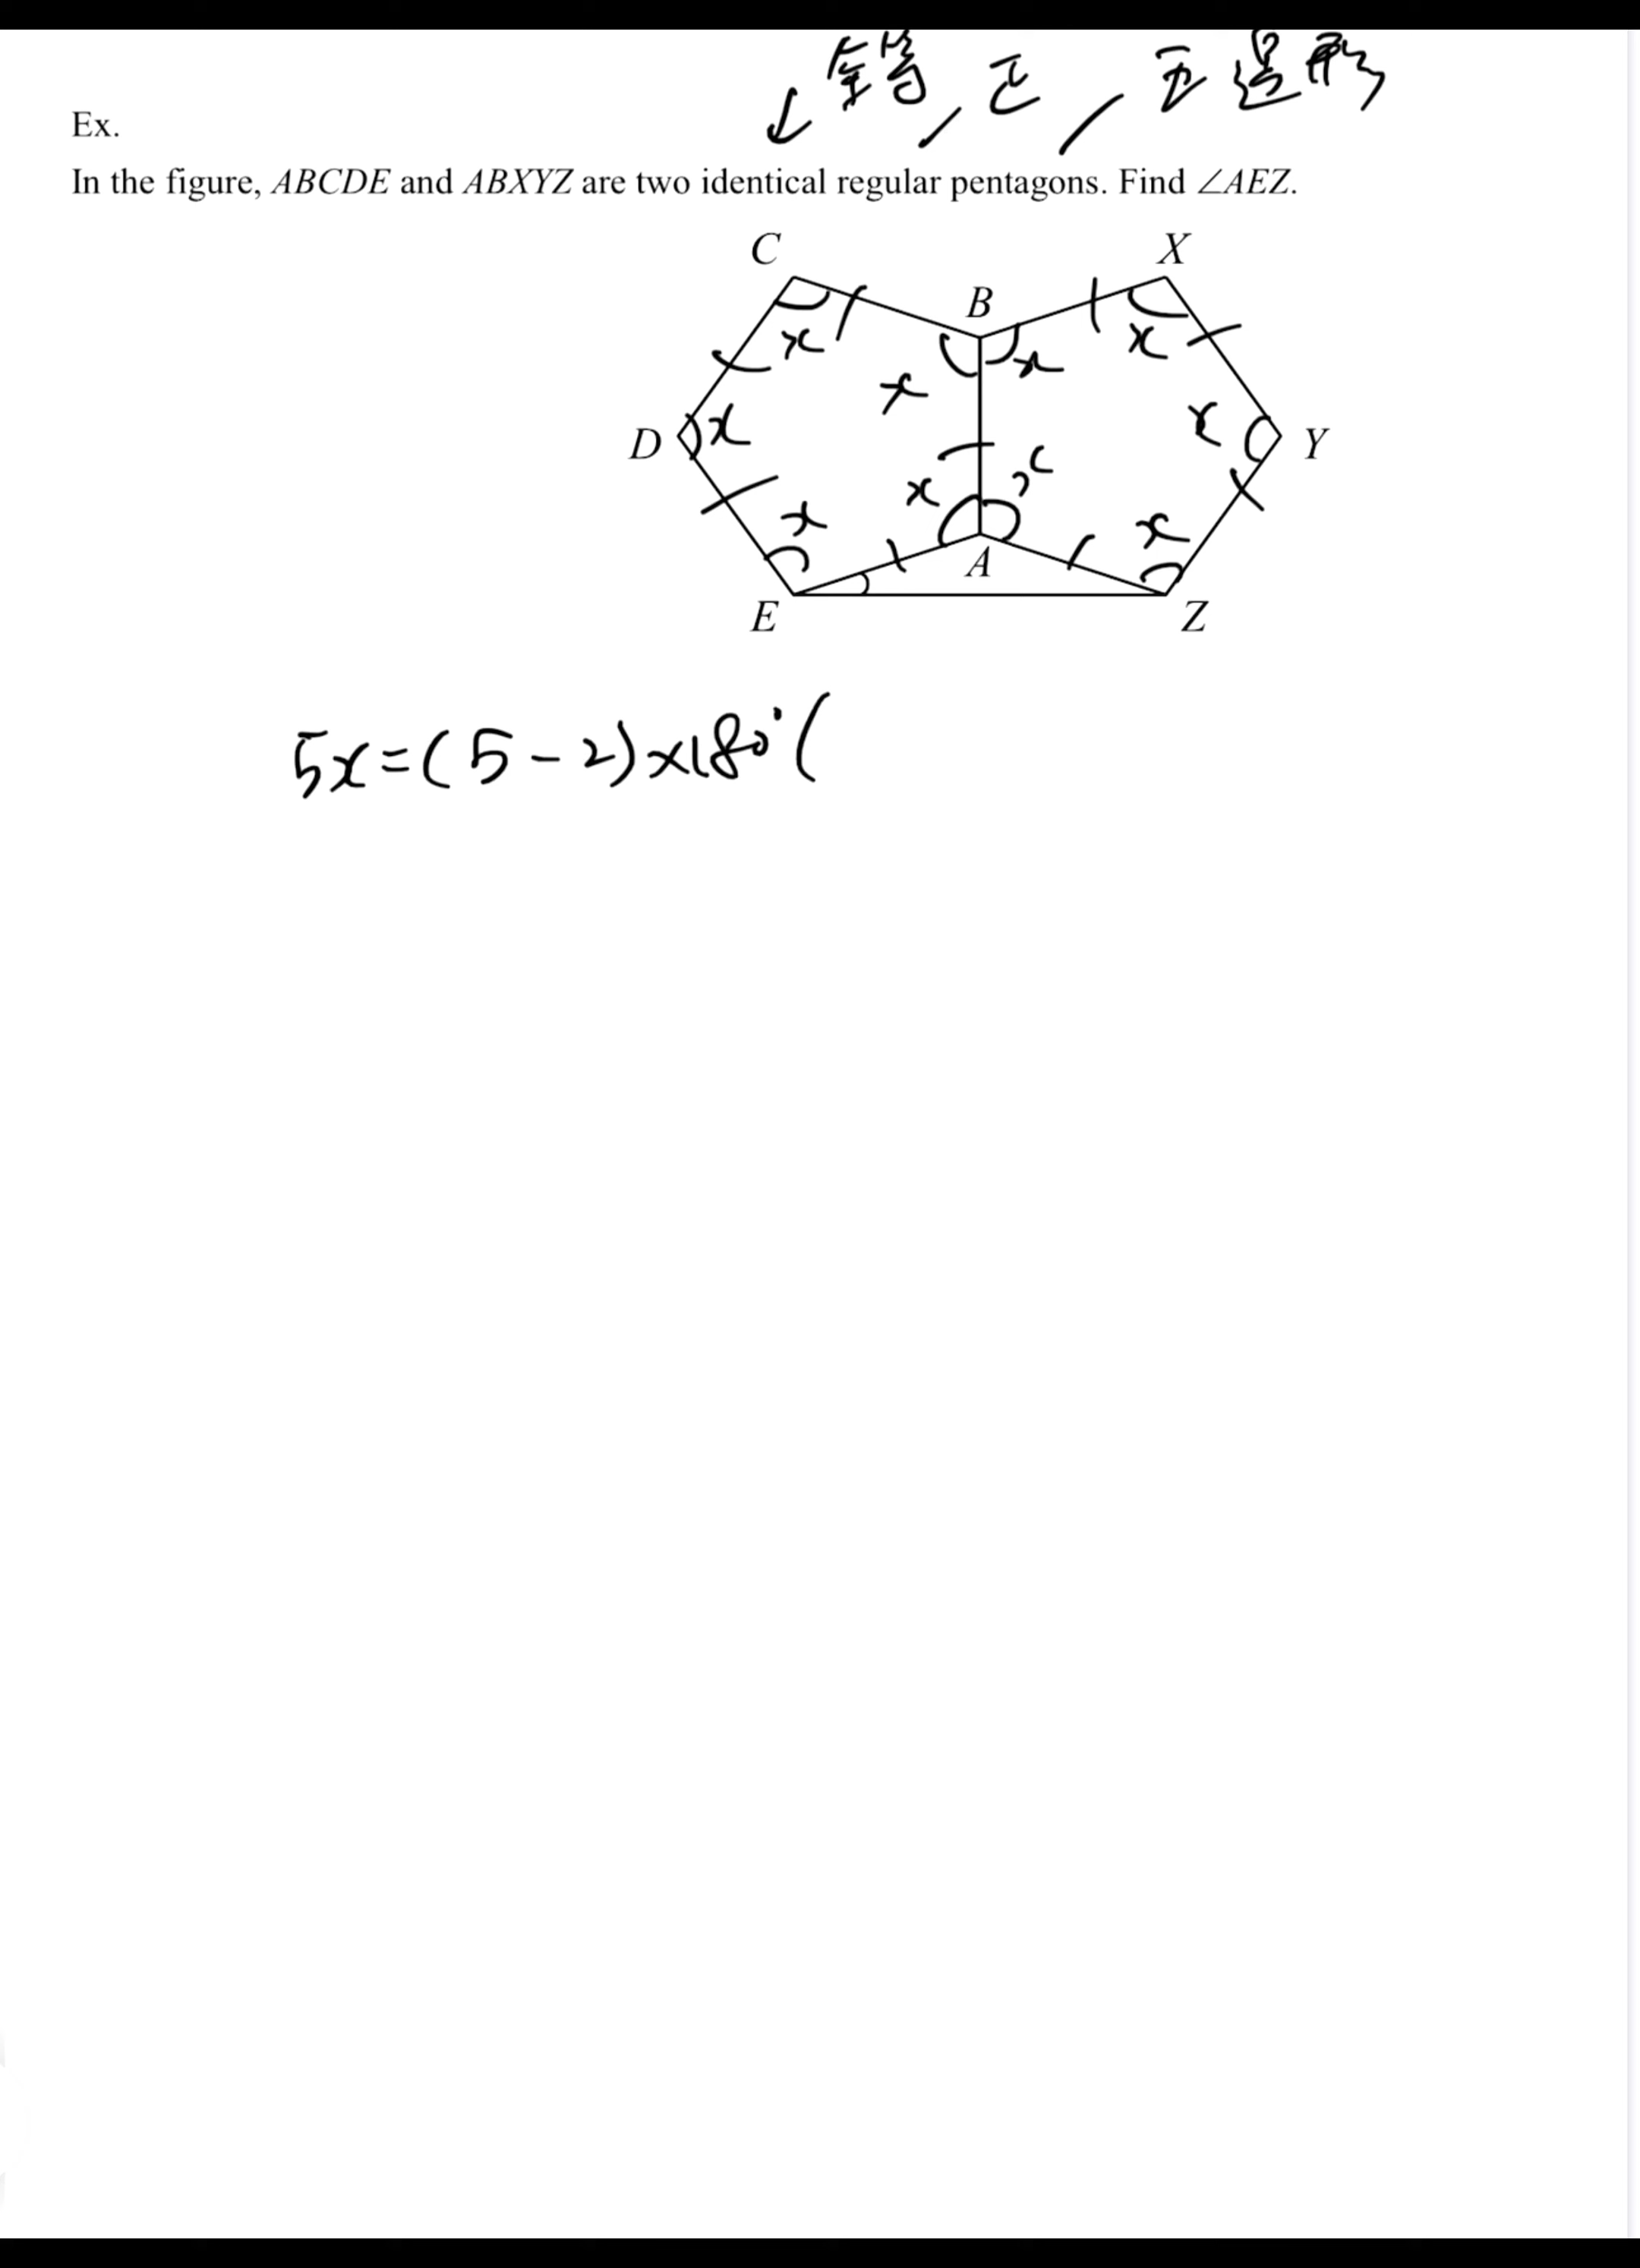 全等，正，五邊形
Ex.
In the figure, ABCDE and ABXYZ are two identical regular pentagons. Find ∠AEZ.
C X
B
x x
x x
D x x Y
x x
x x
A
E Z
5x=(5-2)×180°(